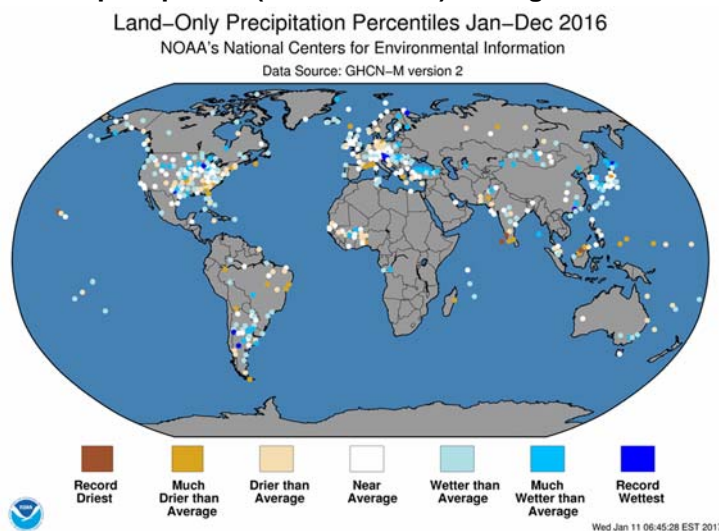 Land-Only Precipitation Percentiles Jan-Dec 2016
NOAA's National Centers for Environmental Information
Data Source: GHCN-M version 2
Record
Driest
Much
Drier than
Average
Drier than
Average
Near
Average
Wetter than
Average
Much
Wetter than
Average
Record
Wettest
Wed Jan 11 06:45:28 EST